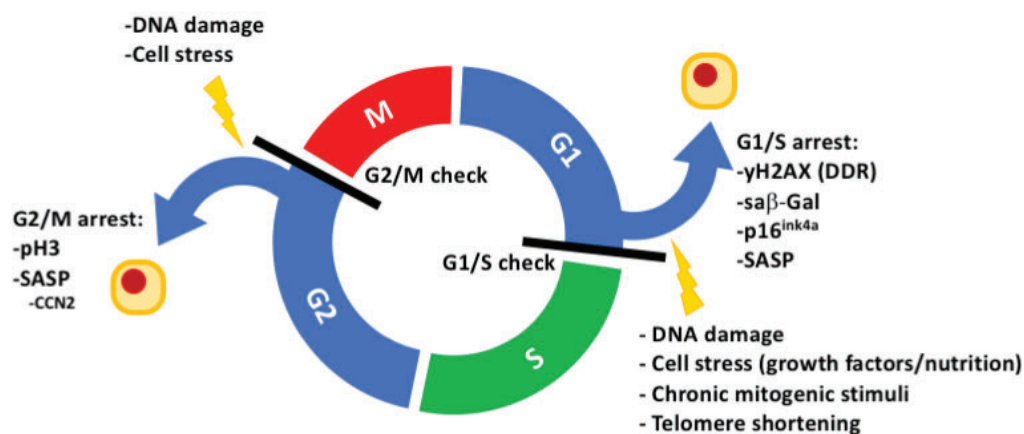 -DNA damage
-Cell stress
M
G1
G2/M check
G1/S arrest:
-yH2AX (DDR)
-saβ-Gal
-p16ink4a
-SASP
G2/M arrest:
-pH3
-SASP
-CCN2
G1/S check
G2
S
- DNA damage
- Cell stress (growth factors/nutrition)
- Chronic mitogenic stimuli
- Telomere shortening